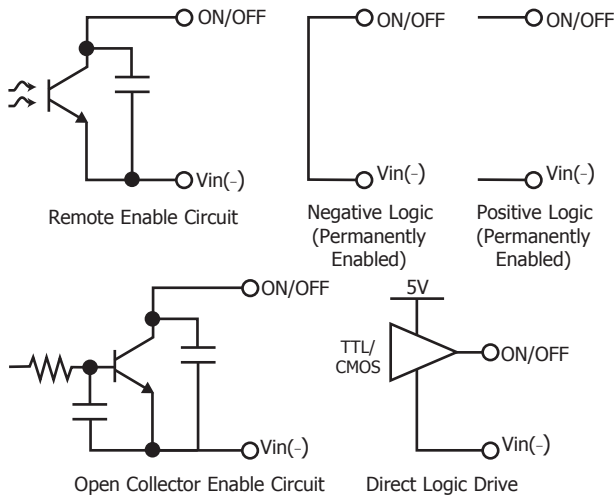 ON/OFF
Vin(-)
Remote Enable Circuit
ON/OFF
Vin(-)
Negative Logic
(Permanently
Enabled)
ON/OFF
Vin(-)
Positive Logic
(Permanently
Enabled)
ON/OFF
Vin(-)
Open Collector Enable Circuit
5V
TTL/
CMOS
ON/OFF
Vin(-)
Direct Logic Drive